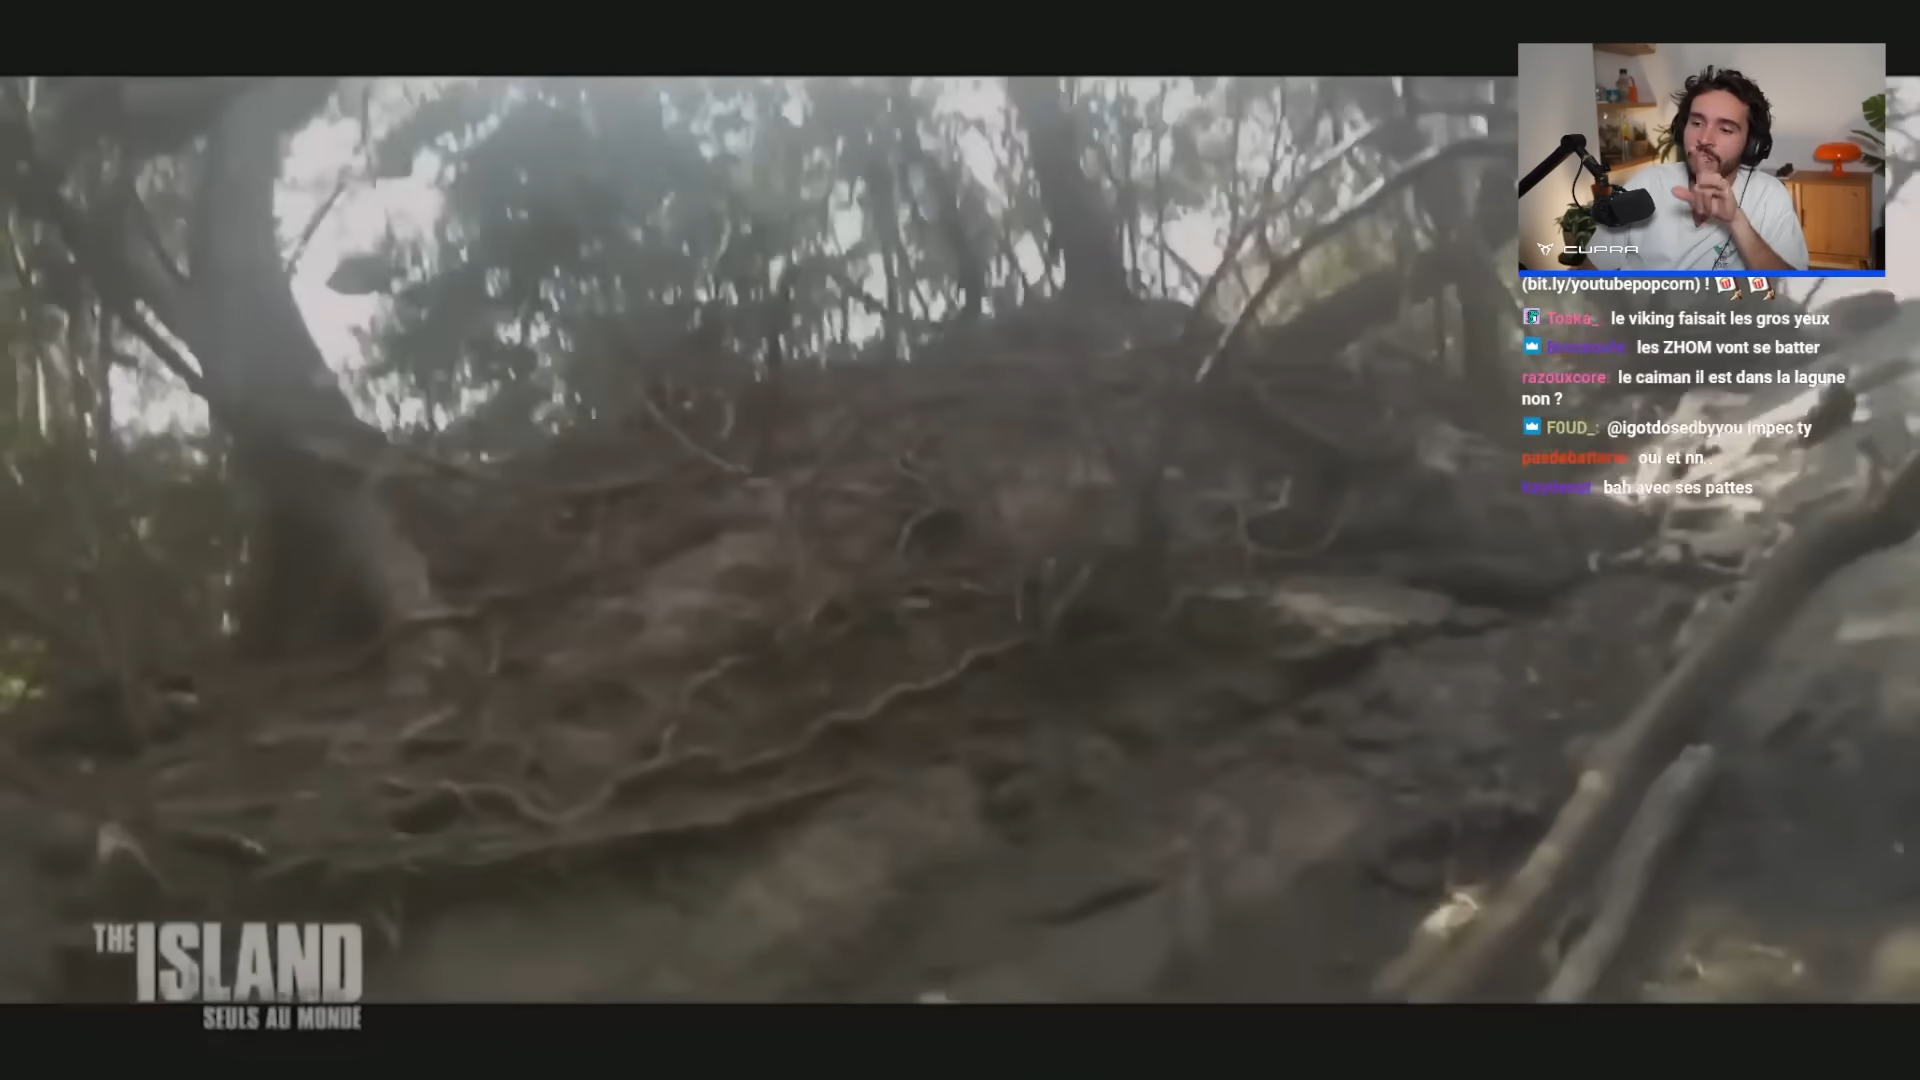 CUPRA
(bit.ly/youtubepopcorn) !
Toaka_ le viking faisait les gros yeux
les ZHOM vont se batter
razouxcore: le caiman il est dans la lagune
non ?
F0UD_: @igotdosedbyyou impec ty
oui et nn..
bah avec ses pattes
THE ISLAND
SEULS AU MONDE